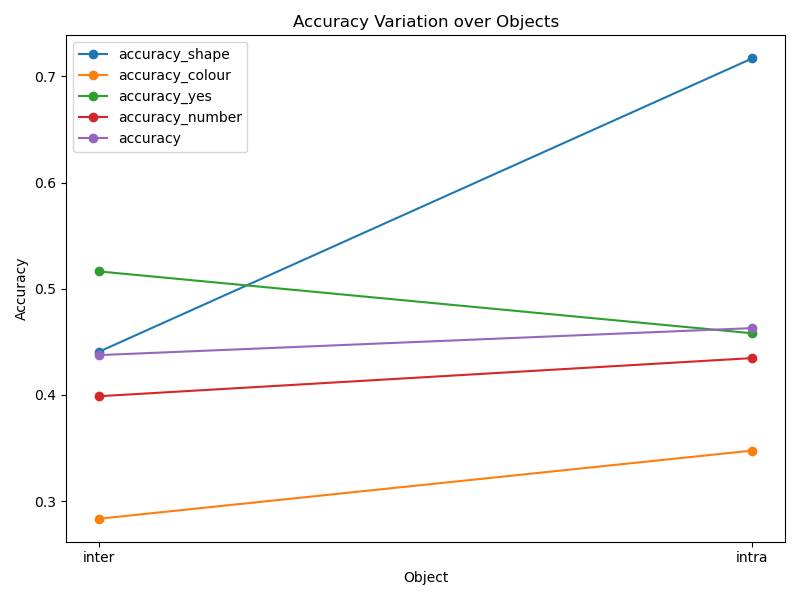 Accuracy Variation over Objects
accuracy_shape
accuracy_colour
accuracy_yes
accuracy_number
accuracy
0.7
0.6
0.5
0.4
0.3
Accuracy
inter
intra
Object